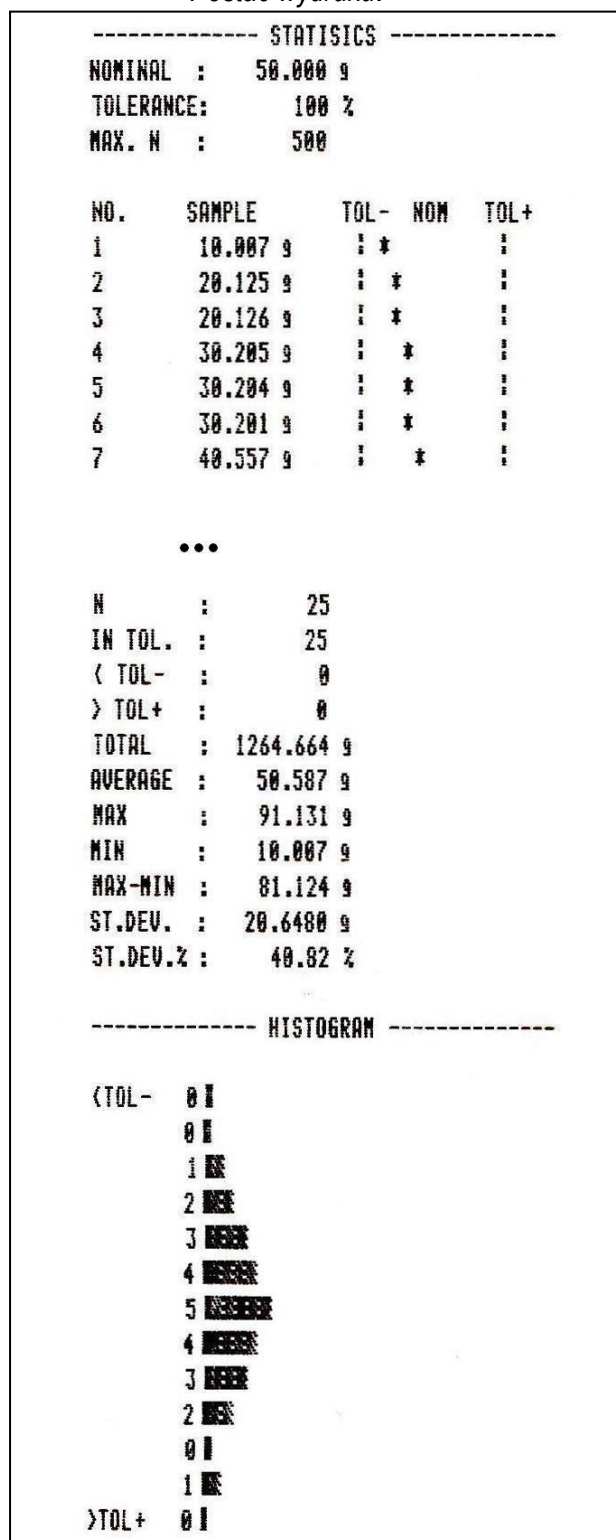 Postać wydruku:
-------------- STATISICS --------------
NOMINAL : 50.000 g
TOLERANCE: 100 %
MAX. N : 500
NO. SAMPLE TOL- NOM TOL+
1 10.007 g ¦ * ¦
2 20.125 g ¦ * ¦
3 20.126 g ¦ * ¦
4 30.205 g ¦ * ¦
5 30.204 g ¦ * ¦
6 30.201 g ¦ * ¦
7 40.557 g ¦ * ¦
...
N : 25
IN TOL. : 25
< TOL- : 0
> TOL+ : 0
TOTAL : 1264.664 g
AVERAGE : 50.587 g
MAX : 91.131 g
MIN : 10.007 g
MAX-MIN : 81.124 g
ST.DEV. : 20.6480 g
ST.DEV.% : 40.82 %
-------------- HISTOGRAM --------------
<TOL- 0
0
1
2
3
4
5
4
3
2
0
1
>TOL+ 0